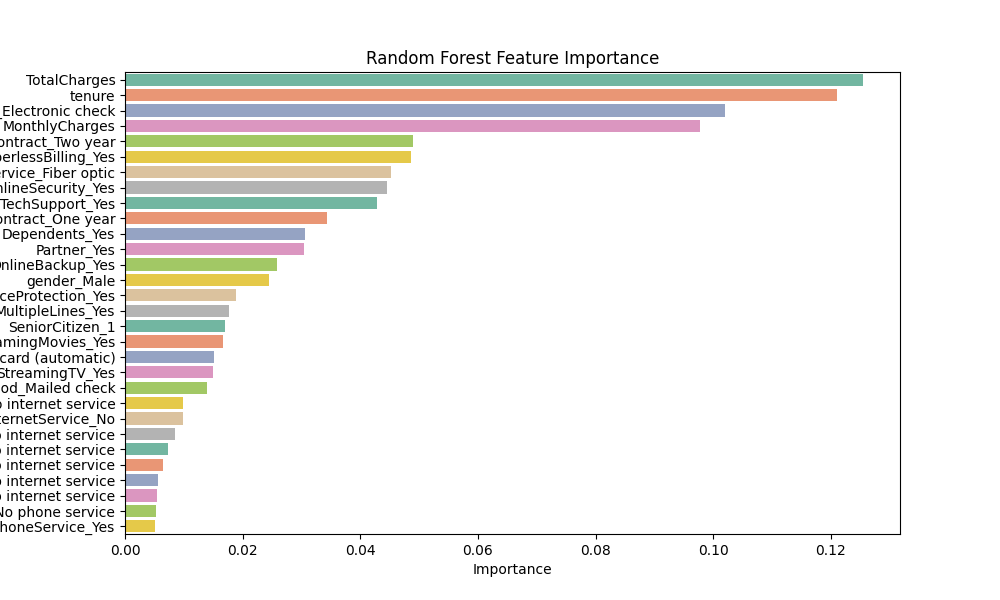 Random Forest Feature Importance
TotalCharges
tenure
_Electronic check
MonthlyCharges
ontract_Two year
perlessBilling_Yes
ervice_Fiber optic
nlineSecurity_Yes
TechSupport_Yes
ontract_One year
Dependents_Yes
Partner_Yes
OnlineBackup_Yes
gender_Male
ceProtection_Yes
MultipleLines_Yes
SeniorCitizen_1
amingMovies_Yes
card (automatic)
StreamingTV_Yes
od_Mailed check
o internet service
ternetService_No
o internet service
o internet service
o internet service
o internet service
o internet service
No phone service
honeService_Yes
0.00 0.02 0.04 0.06 0.08 0.10 0.12
Importance